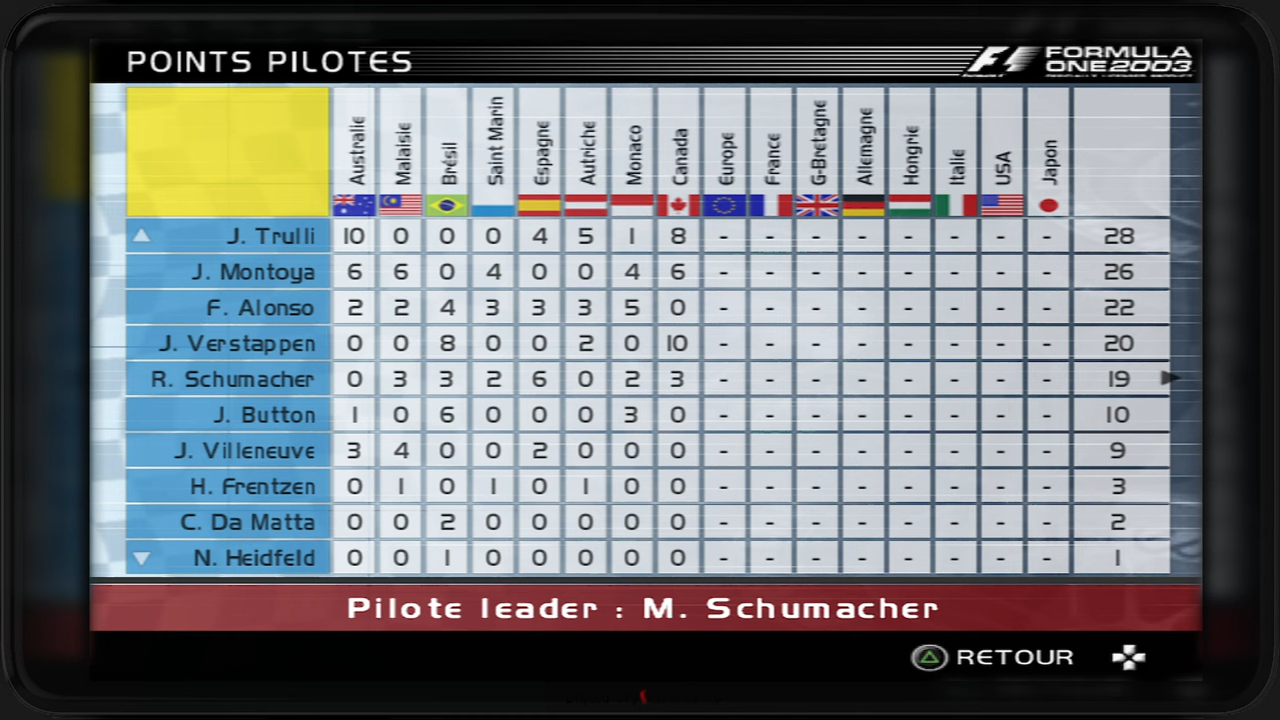 POINTS PILOTES
F1 FORMULA
ONE 2003
Australie Malaisie Brésil Saint Marin Espagne Autriche Monaco Canada Europe France G-Bretagne Allemagne Hongrie Italie USA Japon
J. Trulli 10 0 0 0 4 5 1 8 - - - - - - - - 28
J. Montoya 6 6 0 4 0 0 4 6 - - - - - - - - 26
F. Alonso 2 2 4 3 3 3 5 0 - - - - - - - - 22
J. Verstappen 0 0 8 0 0 2 0 10 - - - - - - - - 20
R. Schumacher 0 3 3 2 6 0 2 3 - - - - - - - - 19
J. Button 1 0 6 0 0 0 3 0 - - - - - - - - 10
J. Villeneuve 3 4 0 0 2 0 0 0 - - - - - - - - 9
H. Frentzen 0 1 0 1 0 1 0 0 - - - - - - - - 3
C. Da Matta 0 0 2 0 0 0 0 0 - - - - - - - - 2
N. Heidfeld 0 0 1 0 0 0 0 0 - - - - - - - - 1
Pilote leader : M. Schumacher
RETOUR